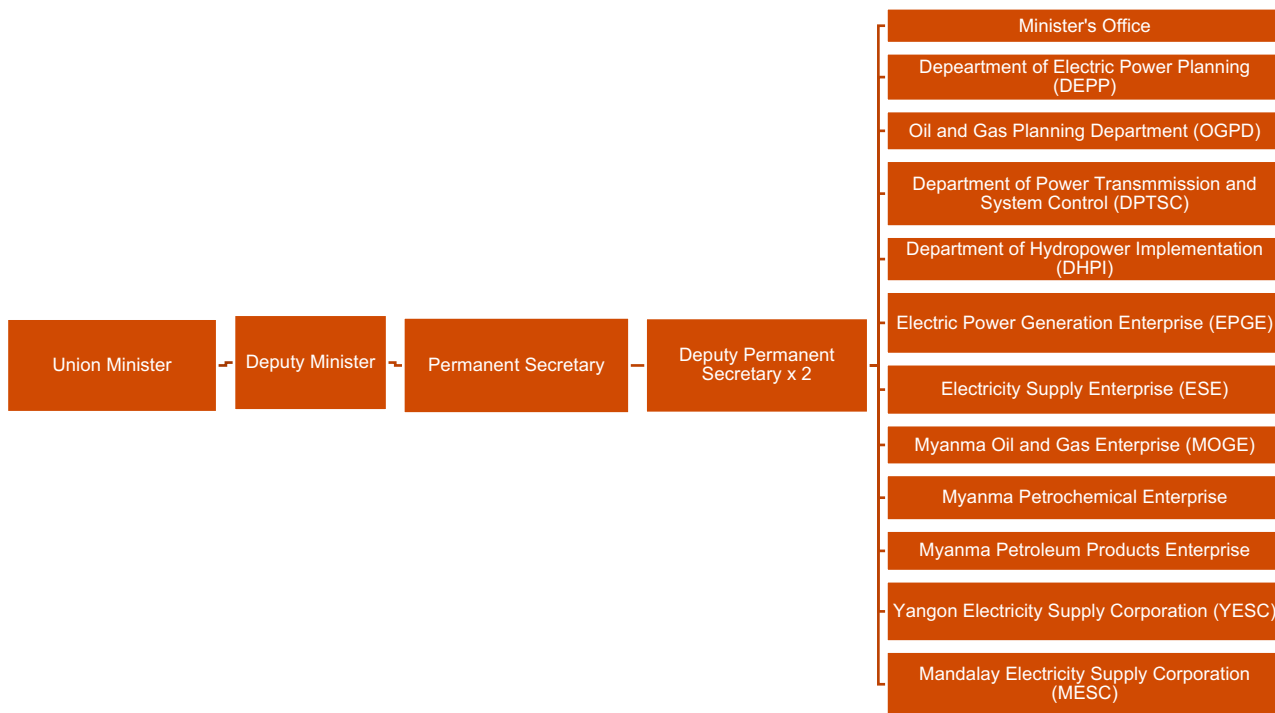 Union Minister
Deputy Minister
Permanent Secretary
Deputy Permanent
Secretary x 2
Minister's Office
Depeartment of Electric Power Planning
(DEPP)
Oil and Gas Planning Department (OGPD)
Department of Power Transmmission and
System Control (DPTSC)
Department of Hydropower Implementation
(DHPI)
Electric Power Generation Enterprise (EPGE)
Electricity Supply Enterprise (ESE)
Myanma Oil and Gas Enterprise (MOGE)
Myanma Petrochemical Enterprise
Myanma Petroleum Products Enterprise
Yangon Electricity Supply Corporation (YESC)
Mandalay Electricity Supply Corporation
(MESC)